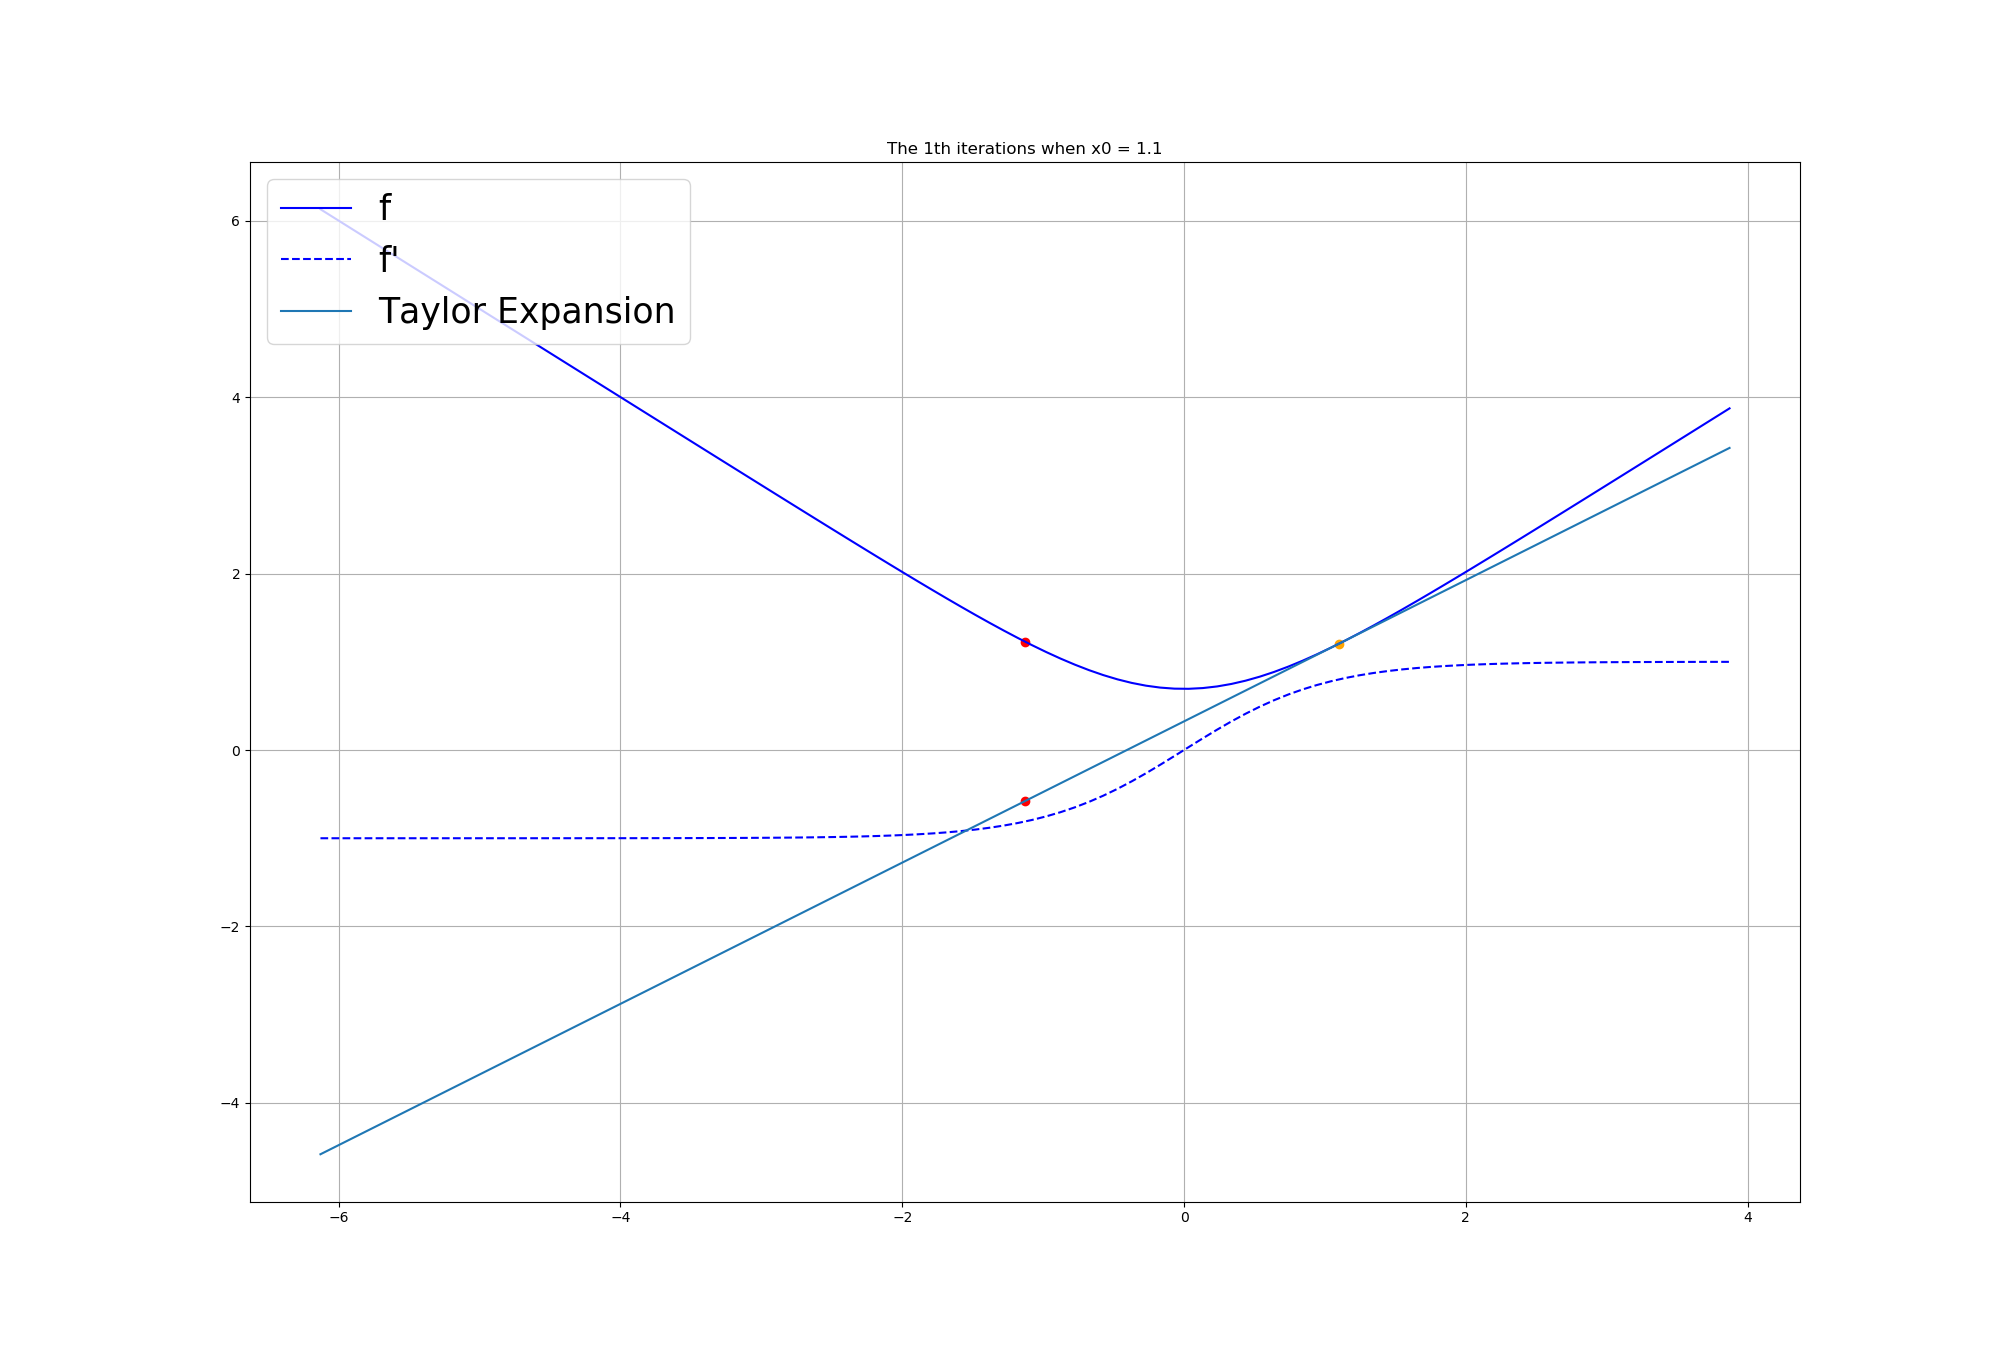 The 1th iterations when x0 = 1.1
f
f'
Taylor Expansion
6
4
2
0
−2
−4
−6 −4 −2 0 2 4